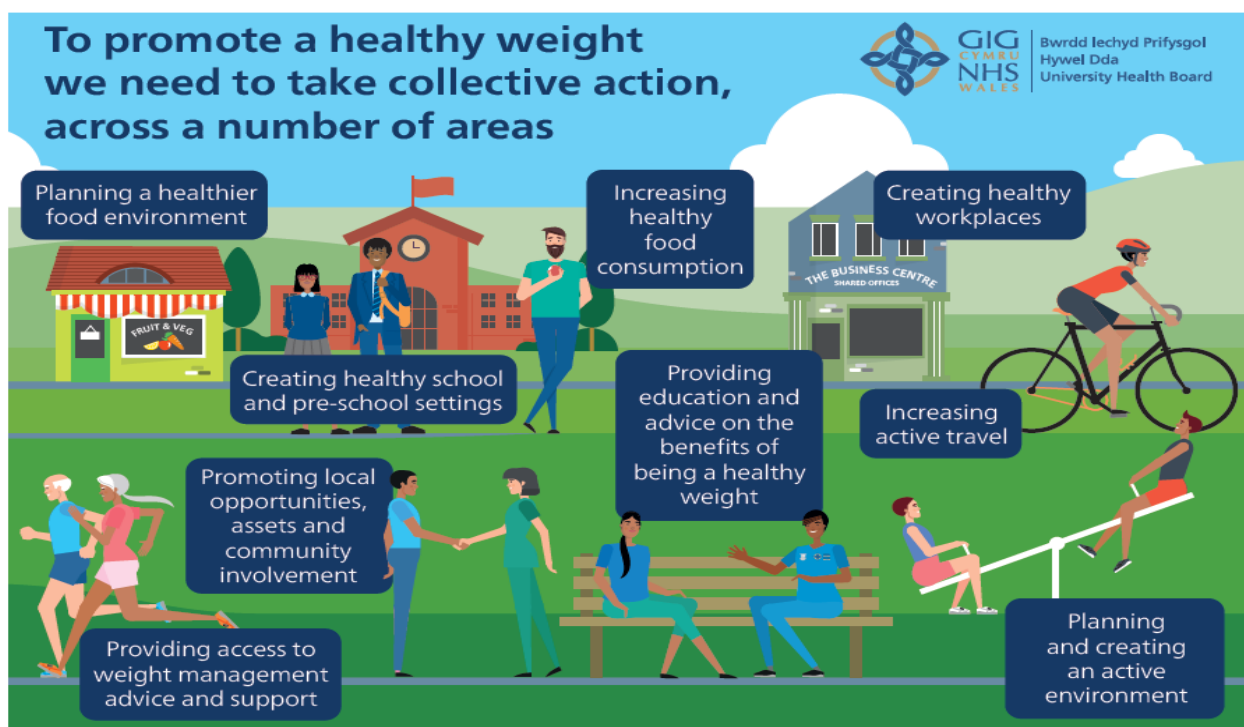 To promote a healthy weight
we need to take collective action,
across a number of areas
GIG
CYMRU
NHS
WALES
Bwrdd Iechyd Prifysgol
Hywel Dda
University Health Board
Planning a healthier
food environment
Increasing
healthy
food
consumption
Creating healthy
workplaces
THE BUSINESS CENTRE
SHARED OFFICES
FRUIT & VEG
Creating healthy school
and pre-school settings
Providing
education and
advice on the
benefits of
being a healthy
weight
Increasing
active travel
Promoting local
opportunities,
assets and
community
involvement
Providing access to
weight management
advice and support
Planning
and creating
an active
environment